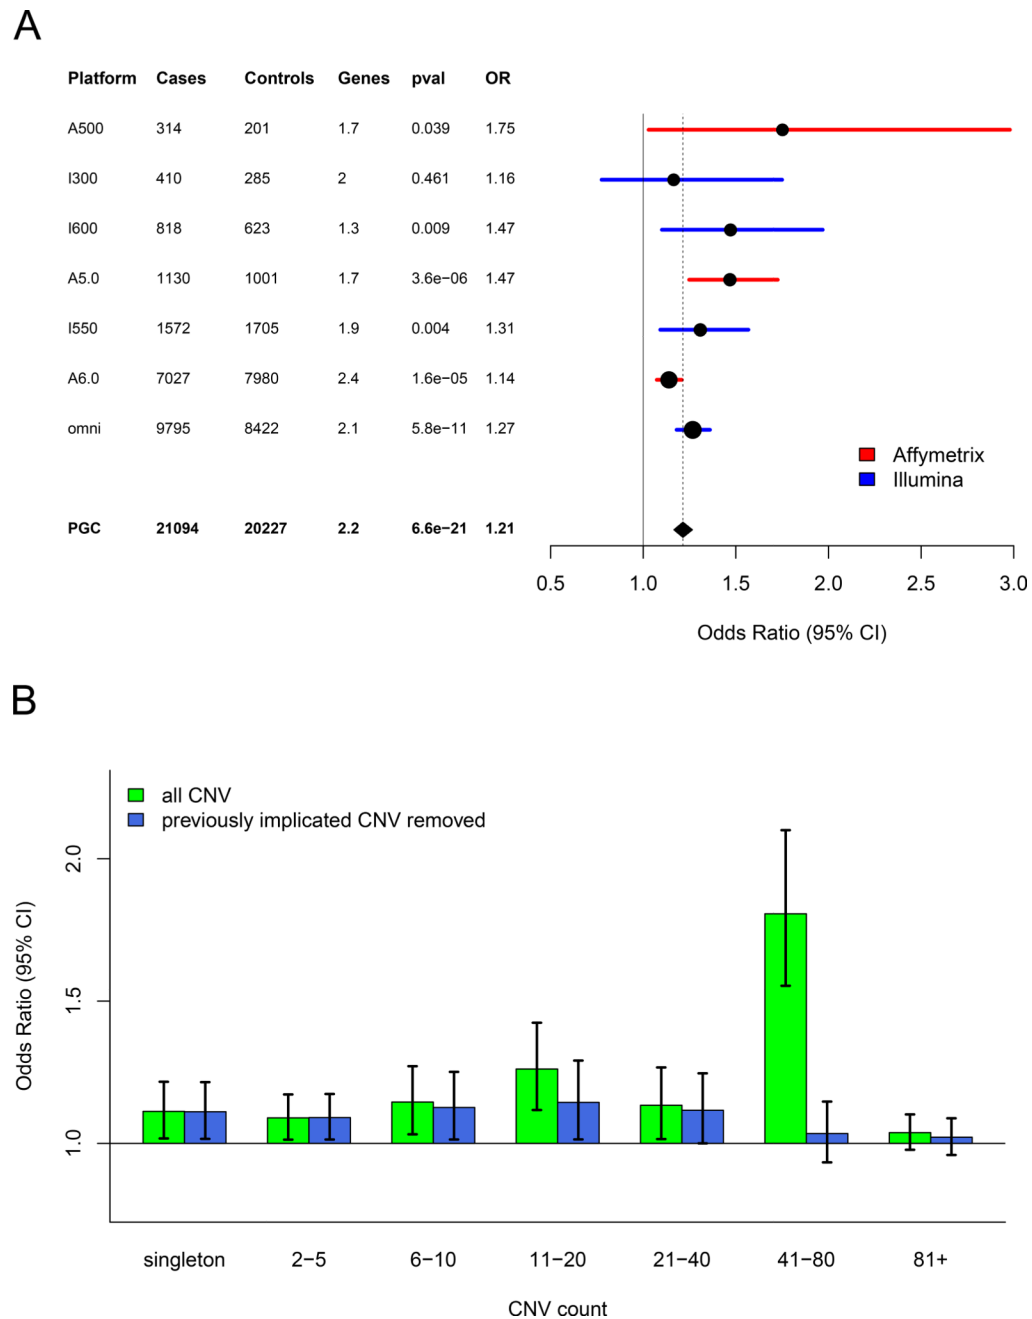 A
Platform Cases Controls Genes pval OR
A500 314 201 1.7 0.039 1.75
I300 410 285 2 0.461 1.16
I600 818 623 1.3 0.009 1.47
A5.0 1130 1001 1.7 3.6e−06 1.47
I550 1572 1705 1.9 0.004 1.31
A6.0 7027 7980 2.4 1.6e−05 1.14
omni 9795 8422 2.1 5.8e−11 1.27
Affymetrix
Illumina
PGC 21094 20227 2.2 6.6e−21 1.21
0.5 1.0 1.5 2.0 2.5 3.0
Odds Ratio (95% CI)
B
all CNV
previously implicated CNV removed
2.0
1.5
1.0
Odds Ratio (95% CI)
singleton 2−5 6−10 11−20 21−40 41−80 81+
CNV count